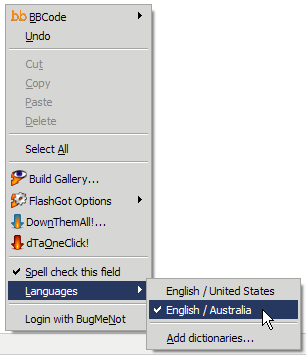 bb BBCode
Undo
Cut
Copy
Paste
Delete
Select All
Build Gallery...
FlashGot Options
DownThemAll!...
dTaOneClick!
Spell check this field
Languages
English / United States
English / Australia
Add dictionaries...
Login with BugMeNot